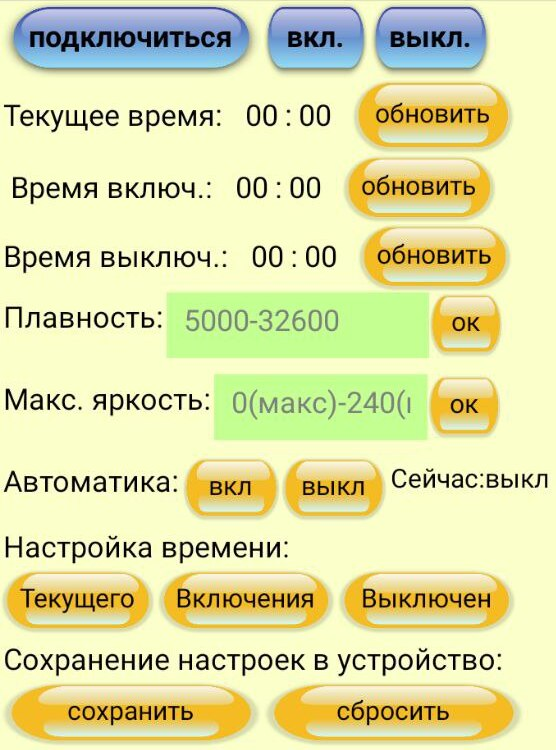 подключиться вкл. выкл.
Текущее время: 00 : 00 обновить
Время включ.: 00 : 00 обновить
Время выключ.: 00 : 00 обновить
Плавность: 5000-32600 ок
Макс. яркость: 0(макс)-240( ок
Автоматика: вкл выкл Сейчас:выкл
Настройка времени:
Текущего Включения Выключен
Сохранение настроек в устройство:
сохранить сбросить